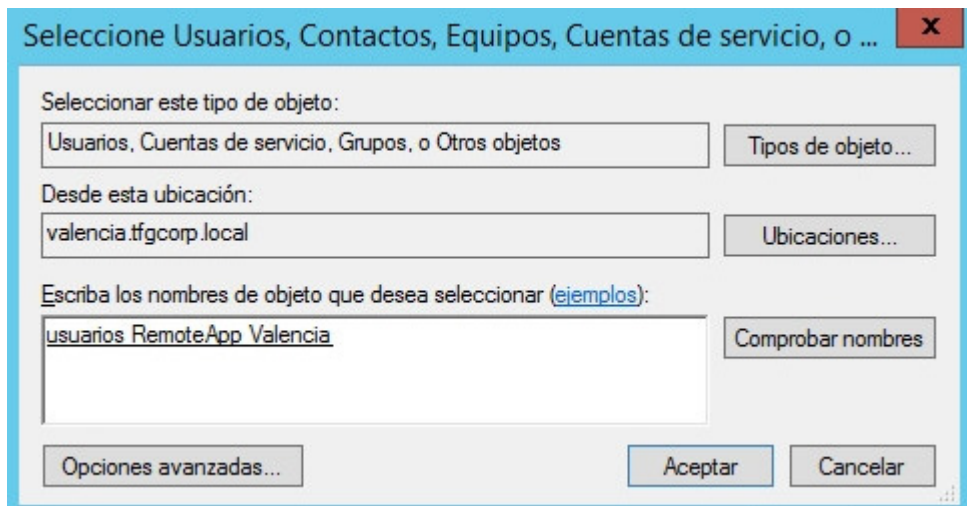 Seleccione Usuarios, Contactos, Equipos, Cuentas de servicio, o ... x
Seleccionar este tipo de objeto:
Usuarios, Cuentas de servicio, Grupos, o Otros objetos
Tipos de objeto...
Desde esta ubicación:
valencia.tfgcorp.local
Ubicaciones...
Escriba los nombres de objeto que desea seleccionar (ejemplos):
usuarios RemoteApp Valencia
Comprobar nombres
Opciones avanzadas...
Aceptar
Cancelar